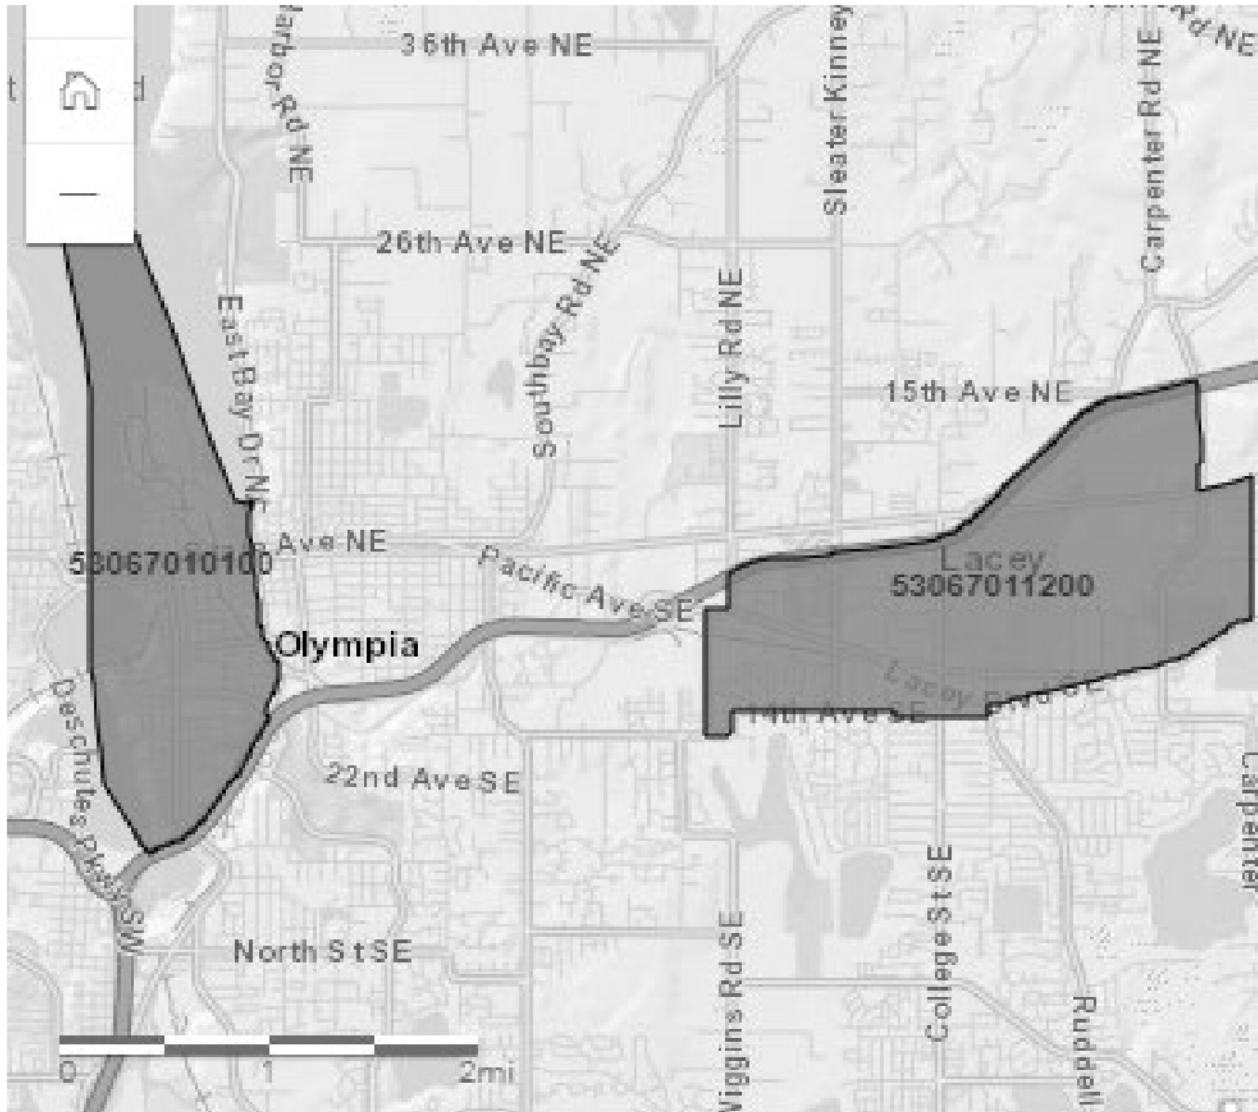 36th Ave NE
Sleater Kinney
Carpenter Rd NE
Rd NE
Harbor Rd NE
26th Ave NE
Southbay Rd NE
Lilly Rd NE
East Bay Dr NE
15th Ave NE
Ave NE
53067010100
Pacific Ave SE
Lacey
53067011200
Olympia
Lacey Blvd SE
14th Ave SE
Deschutes Pkwy SW
22nd Ave SE
Carpenter
College St SE
North St SE
Wiggins Rd SE
Ruddell
0 1 2mi